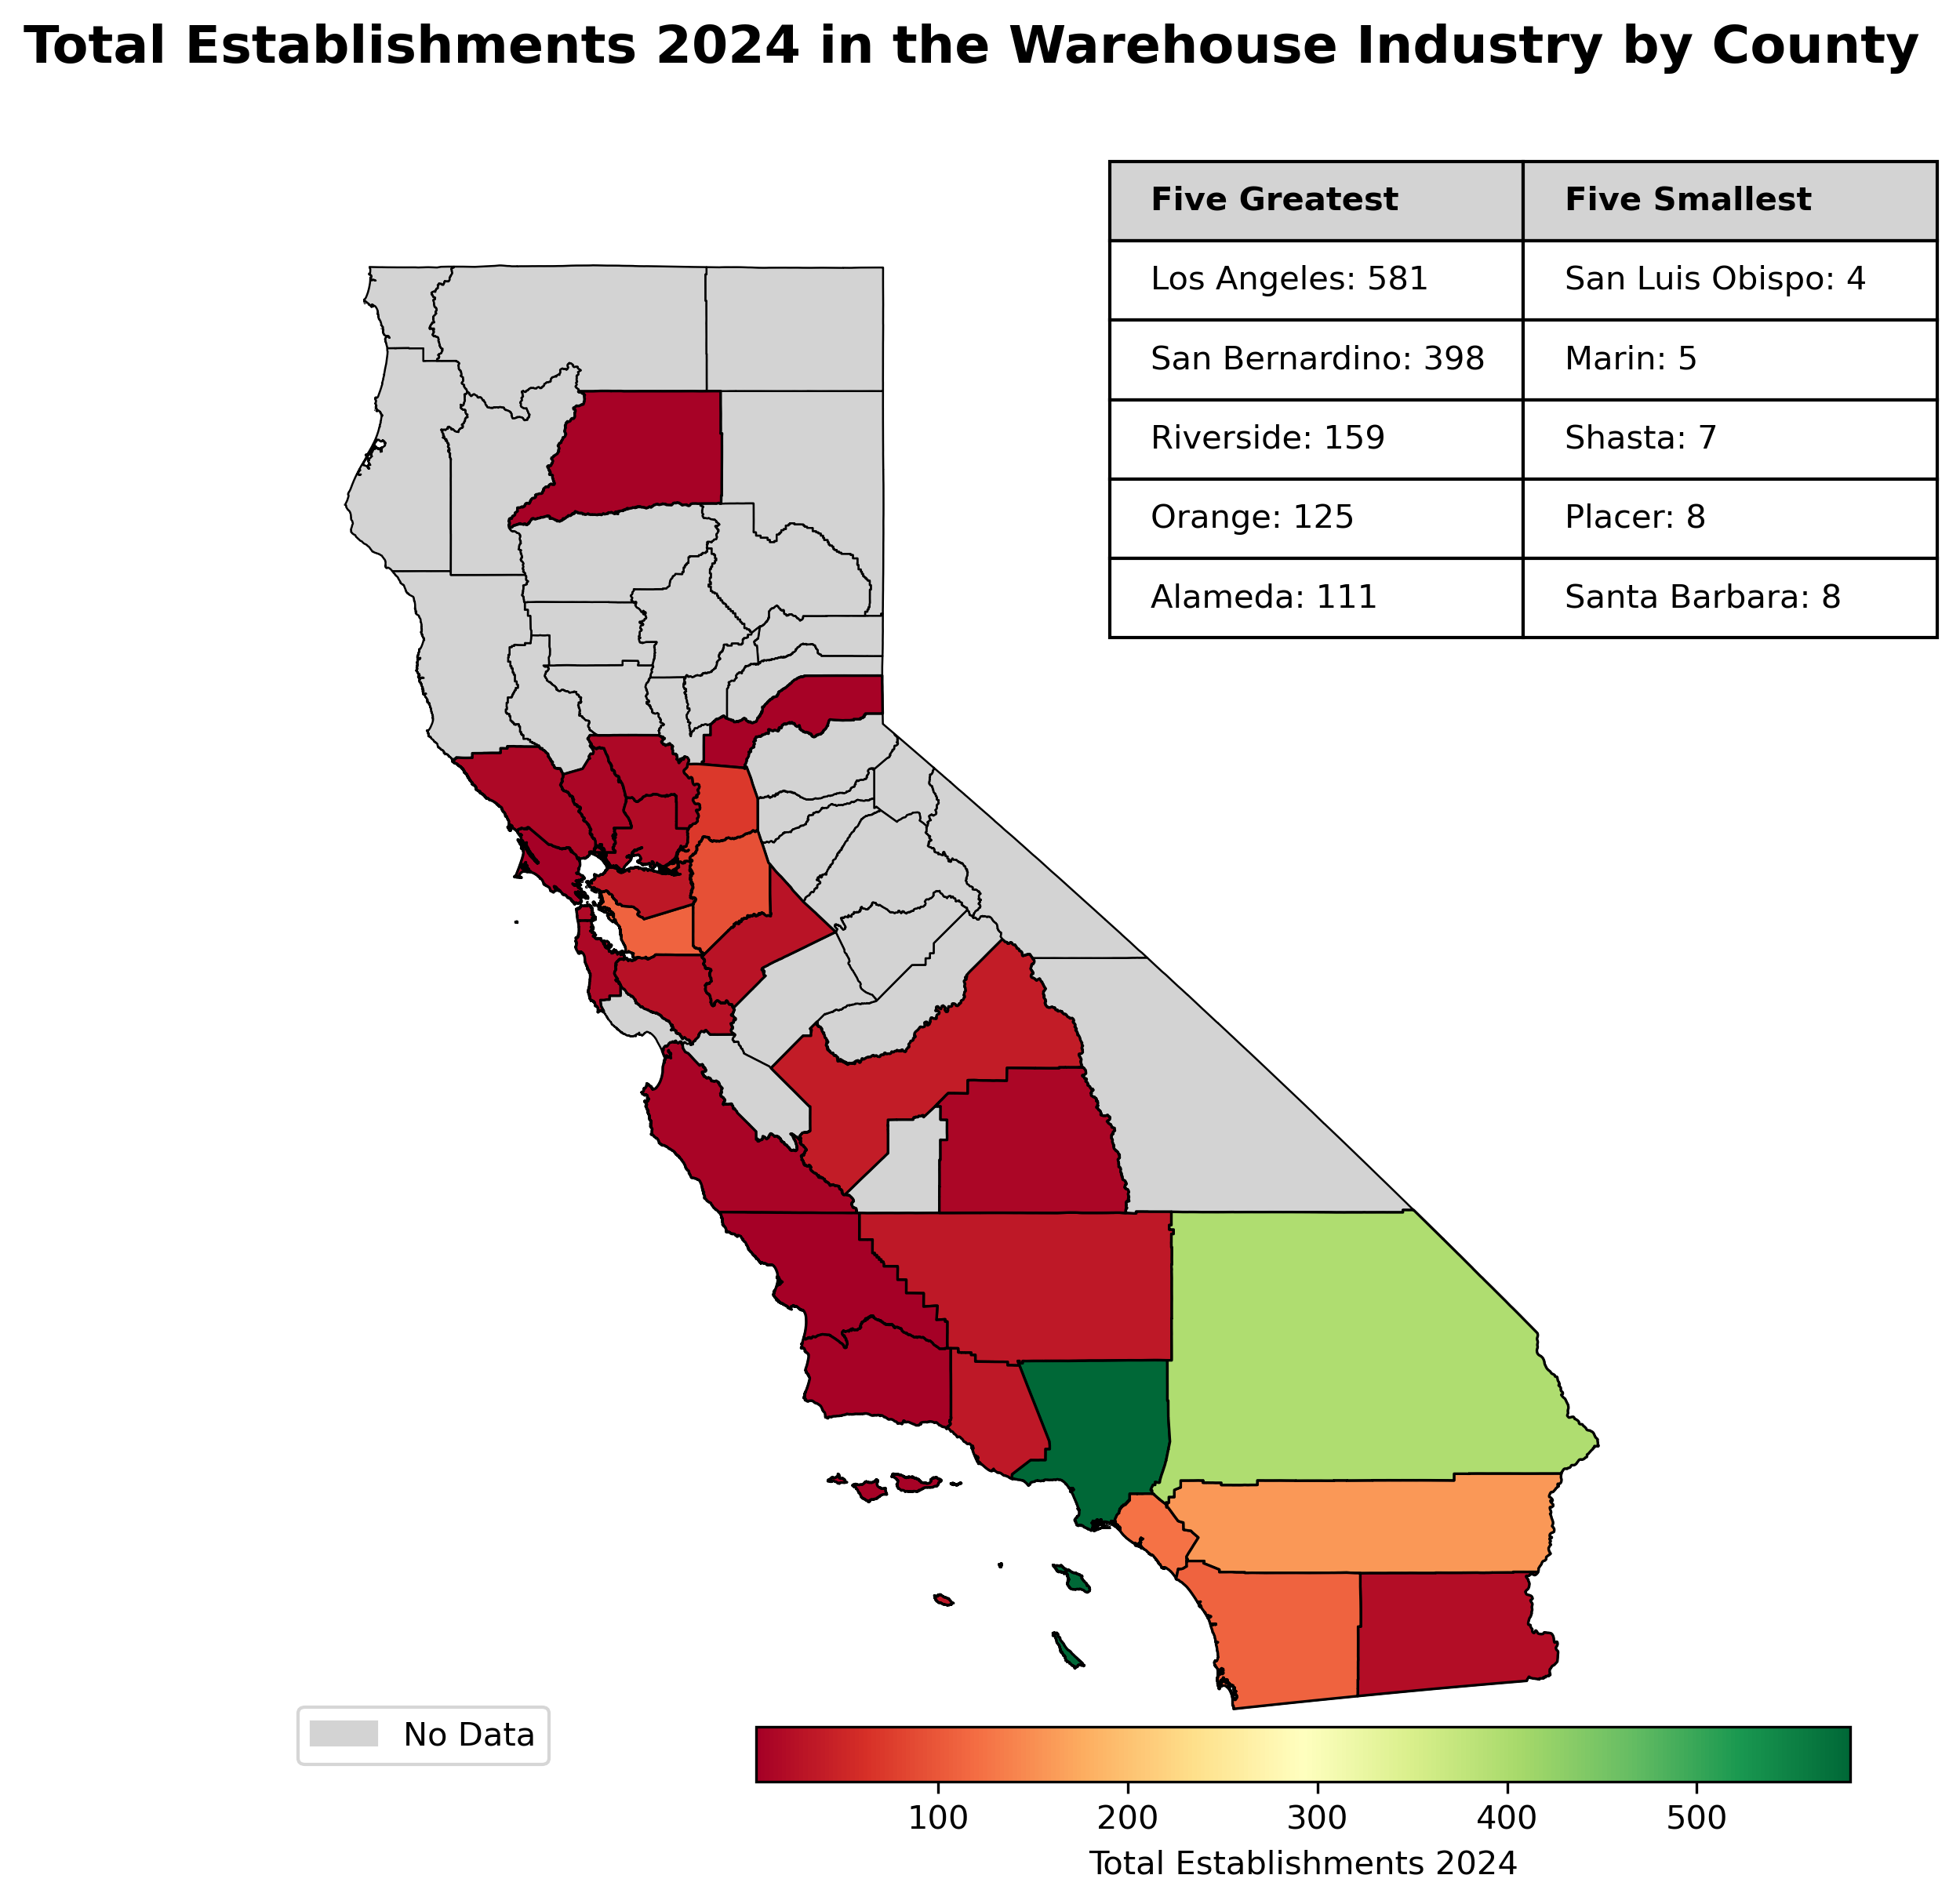 Total Establishments 2024 in the Warehouse Industry by County
Five Greatest Five Smallest
Los Angeles: 581 San Luis Obispo: 4
San Bernardino: 398 Marin: 5
Riverside: 159 Shasta: 7
Orange: 125 Placer: 8
Alameda: 111 Santa Barbara: 8
No Data
100 200 300 400 500
Total Establishments 2024